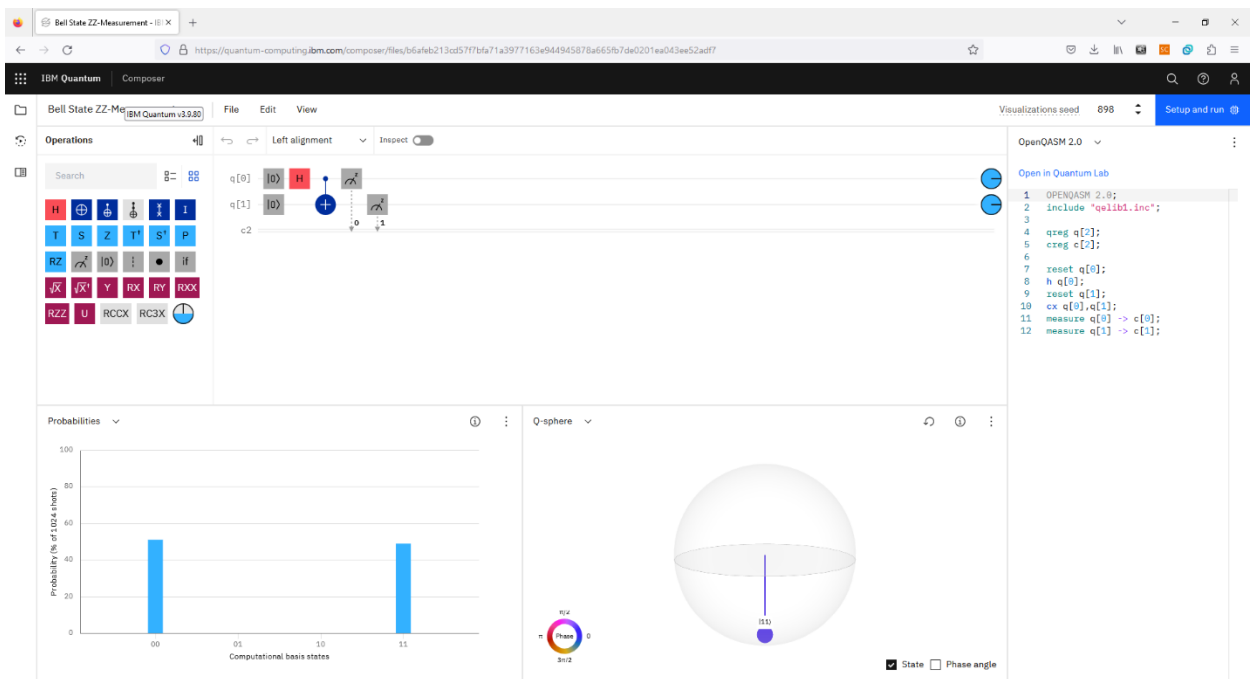 Bell State ZZ-Measurement - IBI
https://quantum-computing.ibm.com/composer/files/b6afeb213cd57f7bfa71a3977163e944945878a665fb7de0201ea043ee52adf7
IBM Quantum Composer
Bell State ZZ-Me
IBM Quantum v3.9.80
File Edit View
Visualizations seed 898
Setup and run
Operations
Left alignment
Inspect
OpenQASM 2.0
Search
Open in Quantum Lab
q[0] |0⟩ H z
q[1] |0⟩ + z
c2 0 1
H I
T S Z T† S† P
RZ z |0⟩ if
√X √X† Y RX RY RXX
RZZ U RCCX RC3X
1 OPENQASM 2.0;
2 include "qelib1.inc";
3
4 qreg q[2];
5 creg c[2];
6
7 reset q[0];
8 h q[0];
9 reset q[1];
10 cx q[0],q[1];
11 measure q[0] -> c[0];
12 measure q[1] -> c[1];
Probabilities
Probability (% of 1024 shots)
100
80
60
40
20
0
00 01 10 11
Computational basis states
Q-sphere
|11⟩
π/2
π Phase 0
3π/2
State Phase angle